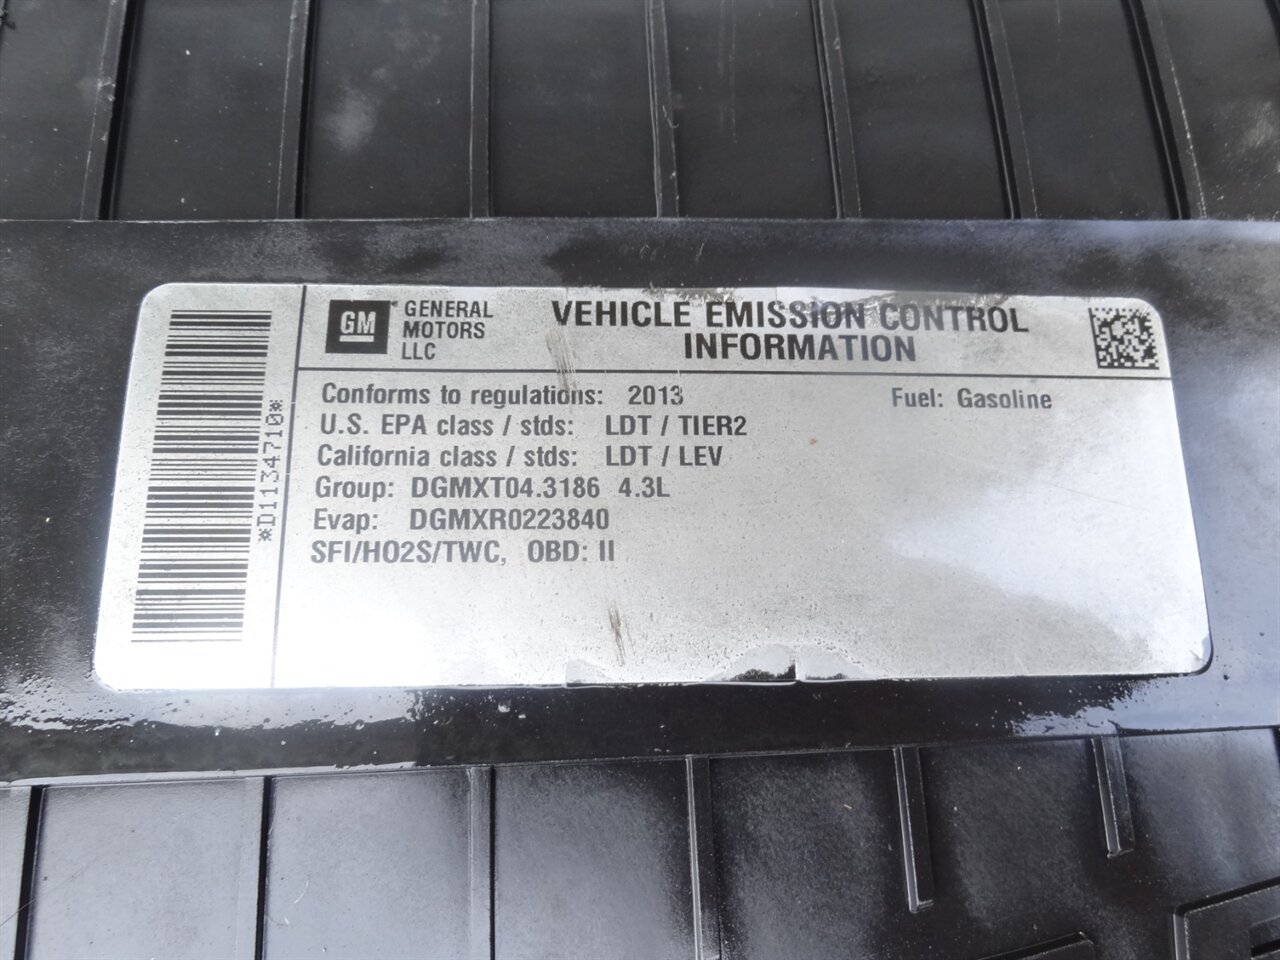 *D1134710*
GM
GENERAL
MOTORS
LLC
VEHICLE EMISSION CONTROL
INFORMATION
Conforms to regulations: 2013
Fuel: Gasoline
U.S. EPA class / stds: LDT / TIER2
California class / stds: LDT / LEV
Group: DGMXT04.3186 4.3L
Evap: DGMXR0223840
SFI/HO2S/TWC, OBD: II